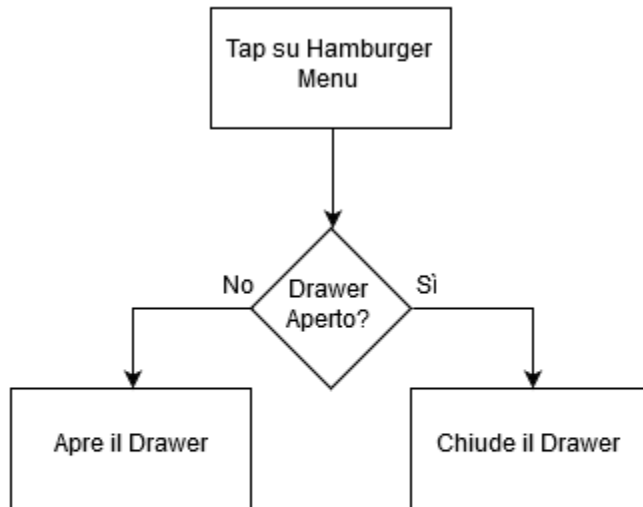 Tap su Hamburger
Menu
No
Drawer
Aperto?
Sì
Apre il Drawer
Chiude il Drawer